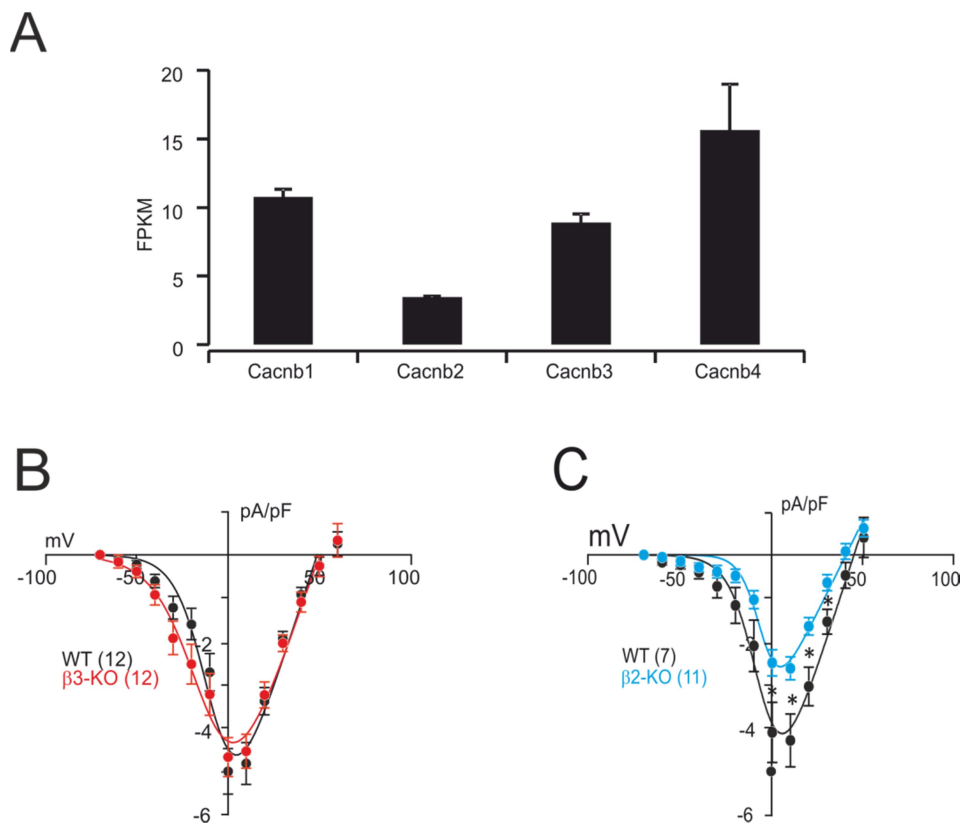 A
20
15
10
5
0
FPKM
Cacnb1 Cacnb2 Cacnb3 Cacnb4
B
pA/pF
mV
-100 -50 50 100
-2
WT (12)
β3-KO (12)
-4
-6
C
pA/pF
mV
-100 -50 50 100
-2
WT (7)
β2-KO (11)
* * * *
-4
-6